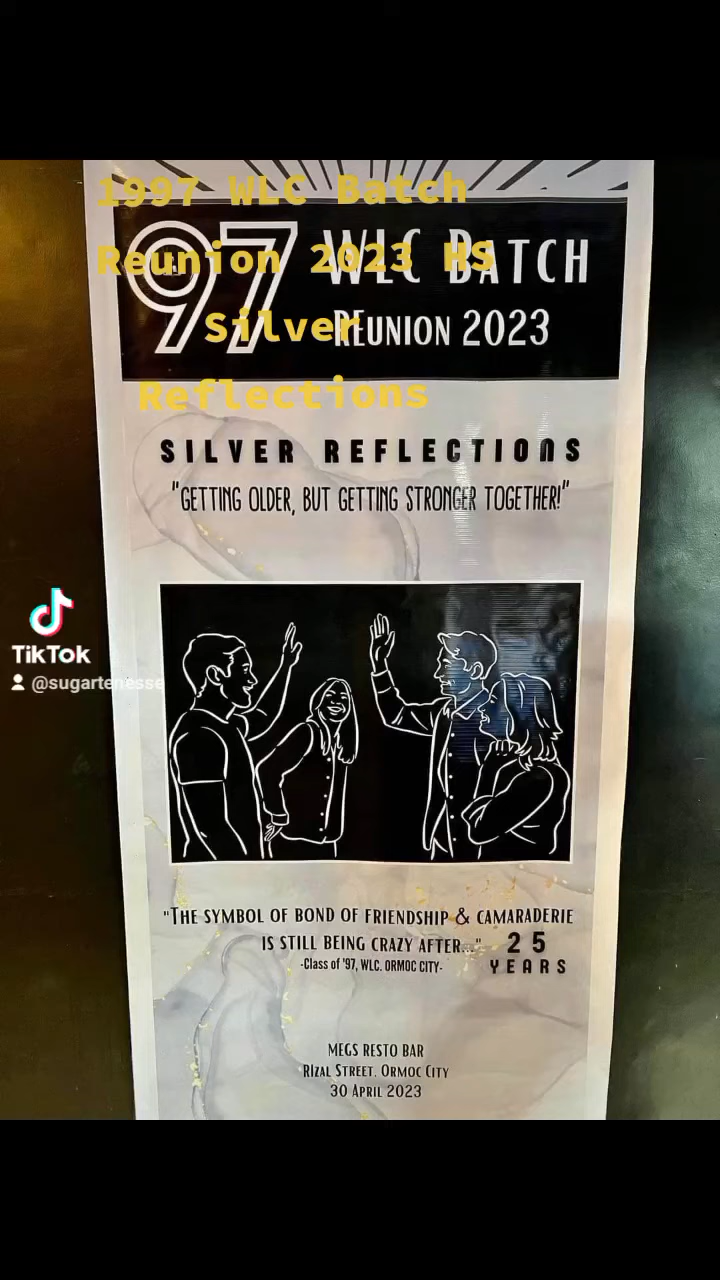 1997 WLC Batch
Reunion 2023 HS
Silver
Reflections
97 WLC BATCH
REUNION 2023
SILVER REFLECTIONS
"GETTING OLDER, BUT GETTING STRONGER TOGETHER!"
TikTok
@sugartenesse
"THE SYMBOL OF BOND OF FRIENDSHIP & CAMARADERIE
IS STILL BEING CRAZY AFTER..." 25
-Class of '97, WLC. ORMOC CITY- YEARS
MEGS RESTO BAR
RIZAL STREET, ORMOC CITY
30 APRIL 2023